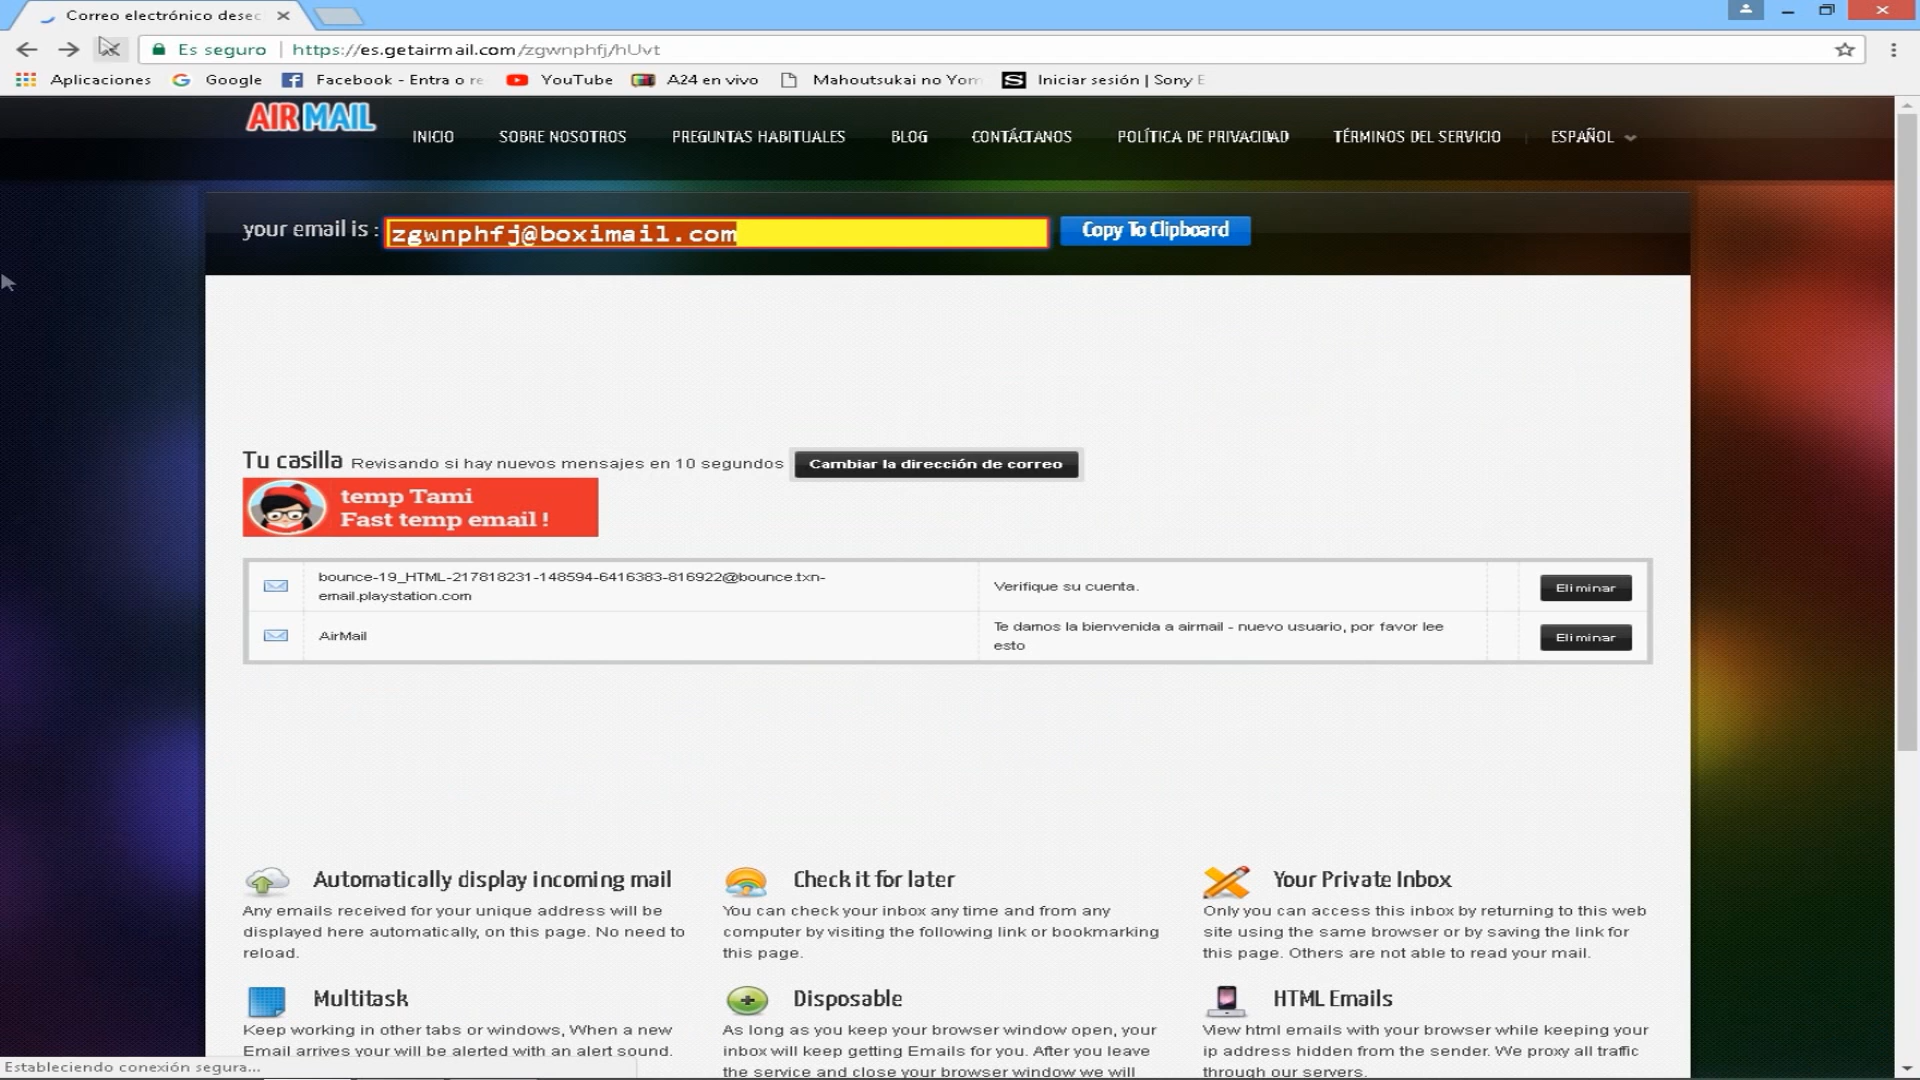 Correo electrónico desec
Es seguro | https://es.getairmail.com/zgwnphfj/hUvt
Aplicaciones Google Facebook - Entra o re YouTube A24 en vivo Mahoutsukai no Yom Iniciar sesión | Sony E
AIR MAIL
INICIO SOBRE NOSOTROS PREGUNTAS HABITUALES BLOG CONTÁCTANOS POLÍTICA DE PRIVACIDAD TÉRMINOS DEL SERVICIO ESPAÑOL
your email is : zgwnphfj@boximail.com Copy To Clipboard
Tu casilla Revisando si hay nuevos mensajes en 10 segundos Cambiar la dirección de correo
temp Tami
Fast temp email !
bounce-19_HTML-217818231-148594-6416383-816922@bounce.txn-
email.playstation.com
Verifique su cuenta.
Eliminar
AirMail
Te damos la bienvenida a airmail - nuevo usuario, por favor lee
esto
Eliminar
Automatically display incoming mail
Any emails received for your unique address will be
displayed here automatically, on this page. No need to
reload.
Check it for later
You can check your inbox any time and from any
computer by visiting the following link or bookmarking
this page.
Your Private Inbox
Only you can access this inbox by returning to this web
site using the same browser or by saving the link for
this page. Others are not able to read your mail.
Multitask
Keep working in other tabs or windows, When a new
Email arrives your will be alerted with an alert sound.
Disposable
As long as you keep your browser window open, your
inbox will keep getting Emails for you. After you leave
the service and close your browser window we will
HTML Emails
View html emails with your browser while keeping your
ip address hidden from the sender. We proxy all traffic
through our servers.
Estableciendo conexión segura...